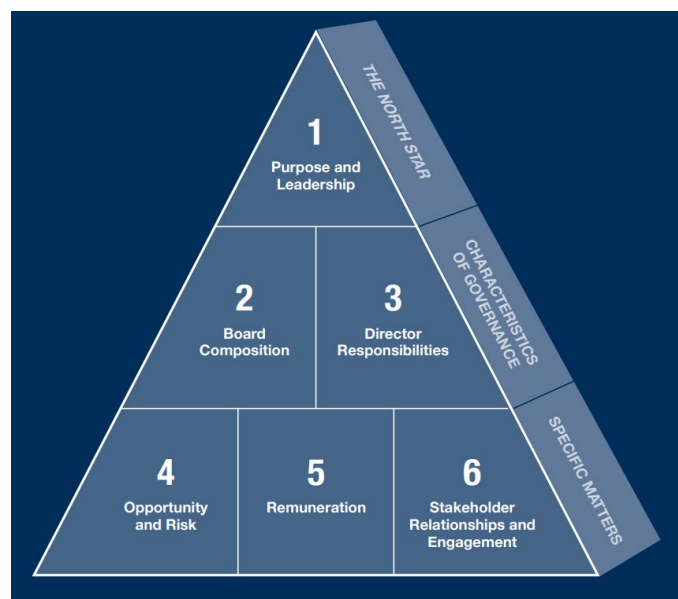 1
Purpose and
Leadership
THE NORTH STAR
2
Board
Composition
3
Director
Responsibilities
CHARACTERISTICS
OF GOVERNANCE
4
Opportunity
and Risk
5
Remuneration
6
Stakeholder
Relationships and
Engagement
SPECIFIC MATTERS